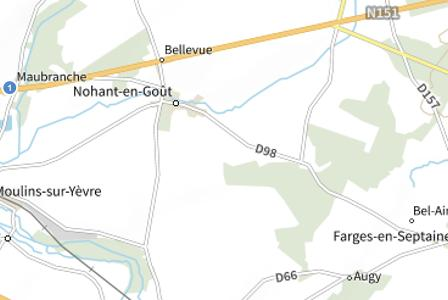 N151
Bellevue
Maubranche
1
Nohant-en-Goût
D157
D98
Moulins-sur-Yèvre
Bel-Air
Farges-en-Septaine
D66
Augy